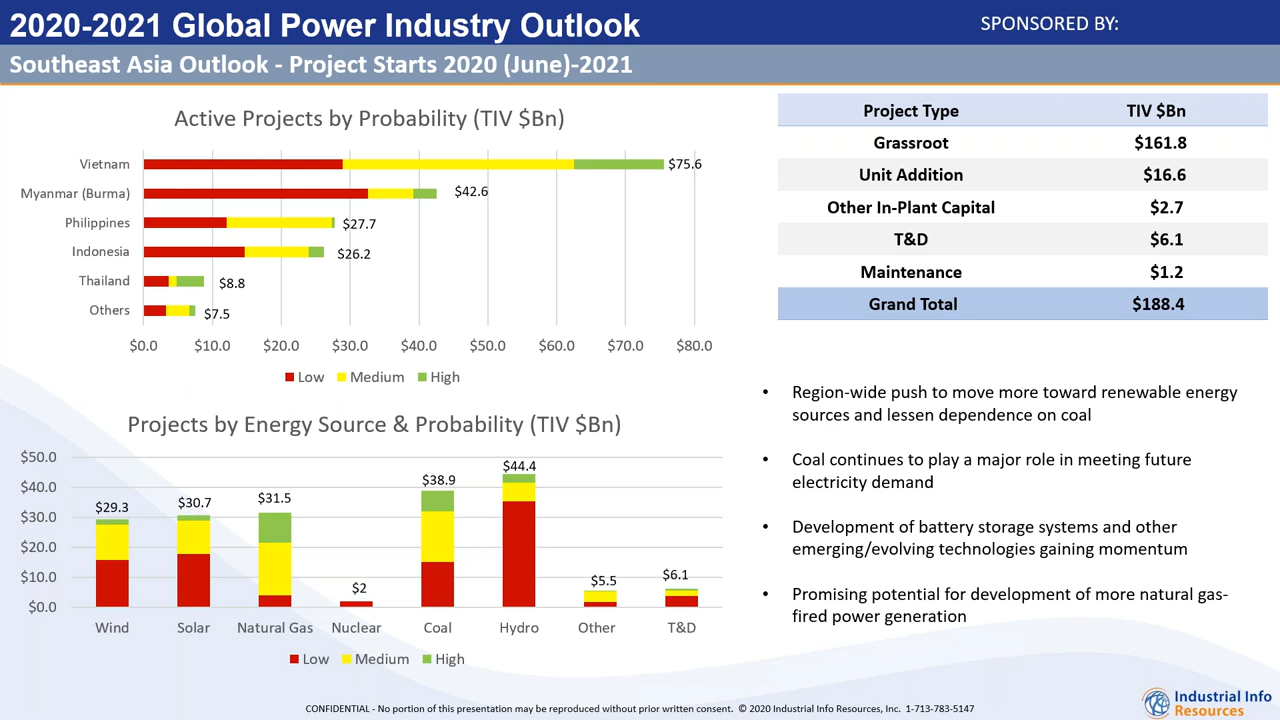 2020-2021 Global Power Industry Outlook
SPONSORED BY:
Southeast Asia Outlook - Project Starts 2020 (June)-2021
Active Projects by Probability (TIV $Bn)
Vietnam $75.6
Myanmar (Burma) $42.6
Philippines $27.7
Indonesia $26.2
Thailand $8.8
Others $7.5
$0.0 $10.0 $20.0 $30.0 $40.0 $50.0 $60.0 $70.0 $80.0
Low Medium High
Projects by Energy Source & Probability (TIV $Bn)
$50.0
$40.0
$30.0
$20.0
$10.0
$0.0
$29.3 $30.7 $31.5 $2 $38.9 $44.4 $5.5 $6.1
Wind Solar Natural Gas Nuclear Coal Hydro Other T&D
Low Medium High
Project Type TIV $Bn
Grassroot $161.8
Unit Addition $16.6
Other In-Plant Capital $2.7
T&D $6.1
Maintenance $1.2
Grand Total $188.4
• Region-wide push to move more toward renewable energy
sources and lessen dependence on coal
• Coal continues to play a major role in meeting future
electricity demand
• Development of battery storage systems and other
emerging/evolving technologies gaining momentum
• Promising potential for development of more natural gas-
fired power generation
CONFIDENTIAL - No portion of this presentation may be reproduced without prior written consent. © 2020 Industrial Info Resources, Inc. 1-713-783-5147
Industrial Info
Resources